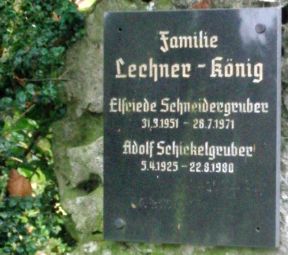 Familie
Lechner - König
Elfriede Schneidergruber
31.3.1951 - 28.7.1971
Adolf Schickelgruber
5.4.1925 - 22.8.1980